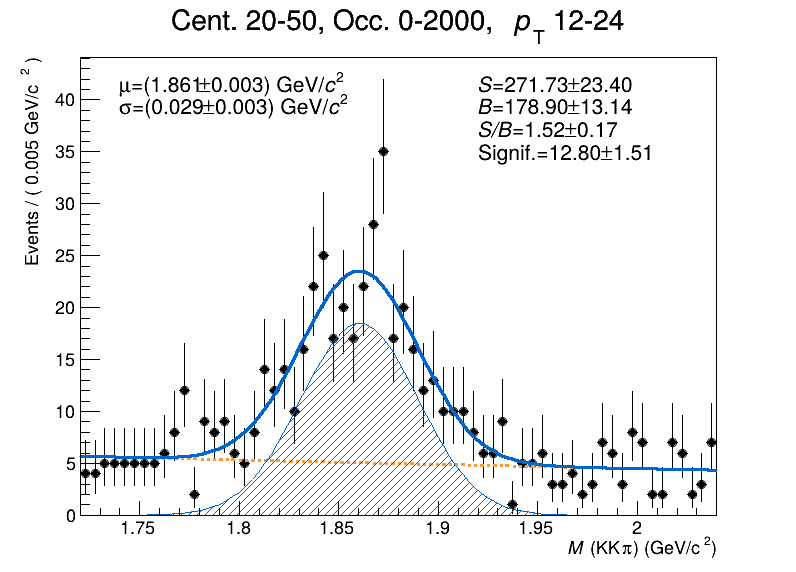 Cent. 20-50, Occ. 0-2000, pT 12-24
μ=(1.861±0.003) GeV/c²
σ=(0.029±0.003) GeV/c²
S=271.73±23.40
B=178.90±13.14
S/B=1.52±0.17
Signif.=12.80±1.51
Events / ( 0.005 GeV/c² )
40
35
30
25
20
15
10
5
0
1.75 1.8 1.85 1.9 1.95 2
M (KKπ) (GeV/c²)